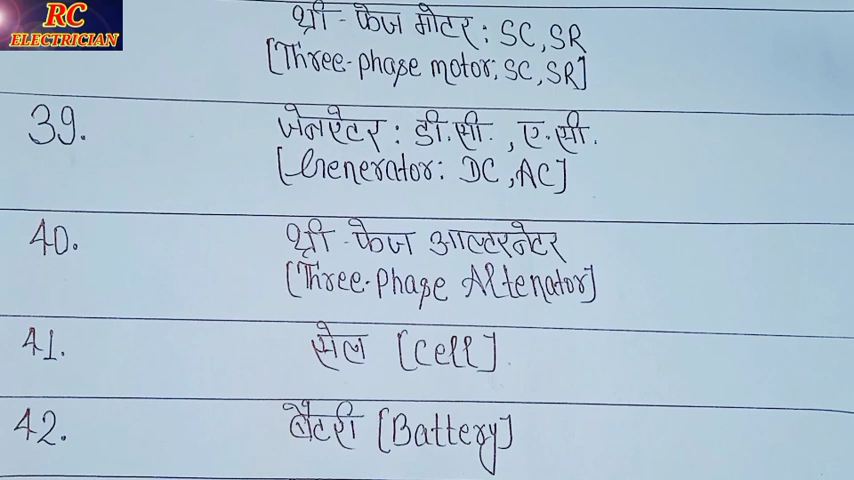 RC
ELECTRICIAN
थ्री-फेज मोटर: SC, SR
[Three-phase motor: SC, SR]
39. जेनरेटर: डी.सी., ए.सी.
[Generator: DC, AC]
40. थ्री-फेज आल्टरनेटर
[Three-phase Altenator]
41. सेल [Cell]
42. बैटरी [Battery]